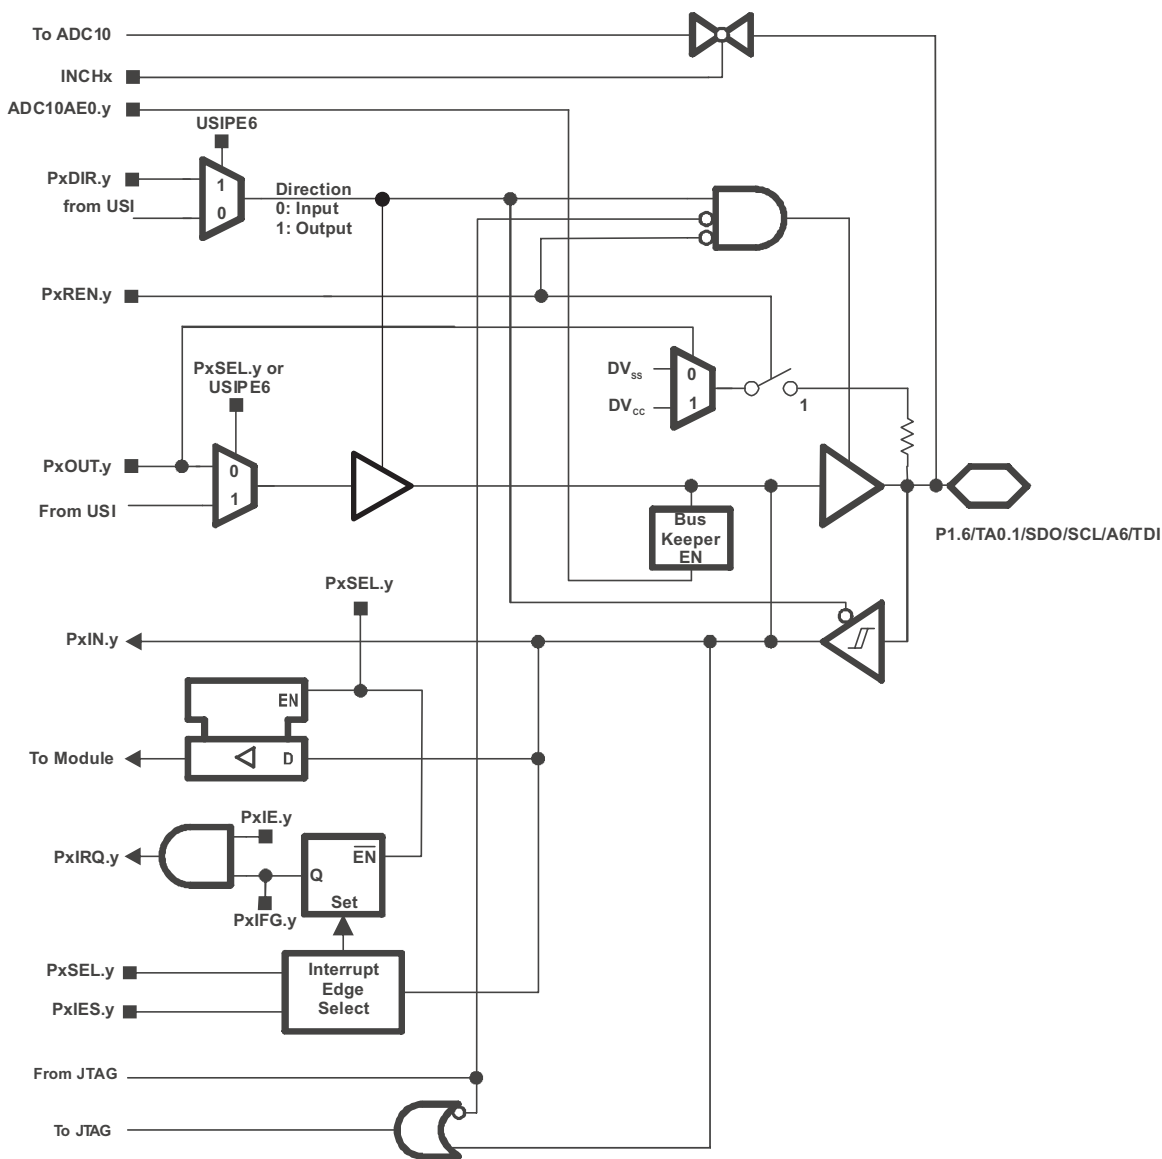 To ADC10
INCHx
ADC10AE0.y
USIPE6
PxDIR.y
1
from USI
0
Direction
0: Input
1: Output
PxREN.y
PxSEL.y or
USIPE6
DVSS
0
DVCC
1
1
PxOUT.y
0
From USI
1
Bus
Keeper
EN
P1.6/TA0.1/SDO/SCL/A6/TDI
PxSEL.y
PxIN.y
EN
To Module
D
PxIE.y
PxIRQ.y
EN
Q
Set
PxIFG.y
PxSEL.y
PxIES.y
Interrupt
Edge
Select
From JTAG
To JTAG